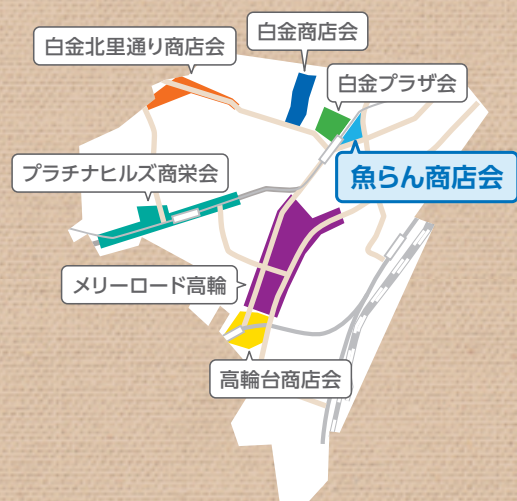 白金商店会
白金北里通り商店会
白金プラザ会
魚らん商店会
プラチナヒルズ商栄会
メリーロード高輪
高輪台商店会